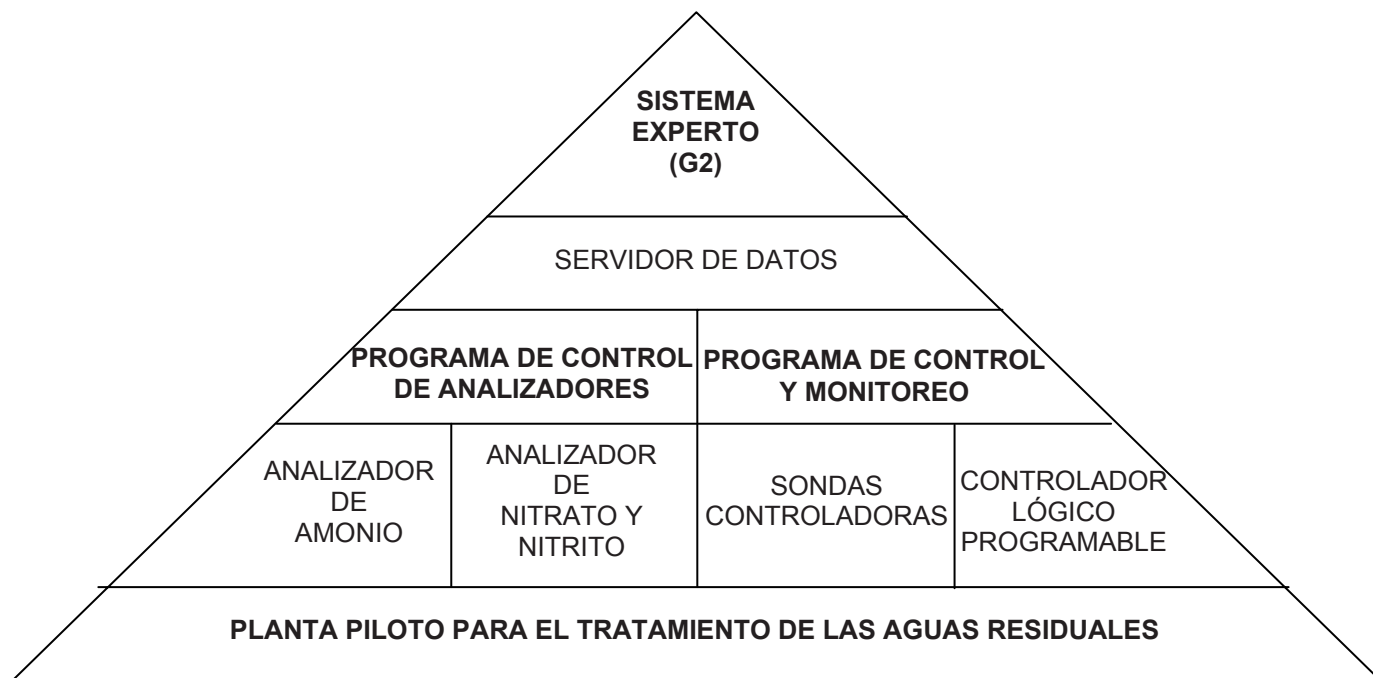 SISTEMA
EXPERTO
(G2)
SERVIDOR DE DATOS
PROGRAMA DE CONTROL
DE ANALIZADORES
PROGRAMA DE CONTROL
Y MONITOREO
ANALIZADOR
DE
AMONIO
ANALIZADOR
DE
NITRATO Y
NITRITO
SONDAS
CONTROLADORAS
CONTROLADOR
LÓGICO
PROGRAMABLE
PLANTA PILOTO PARA EL TRATAMIENTO DE LAS AGUAS RESIDUALES